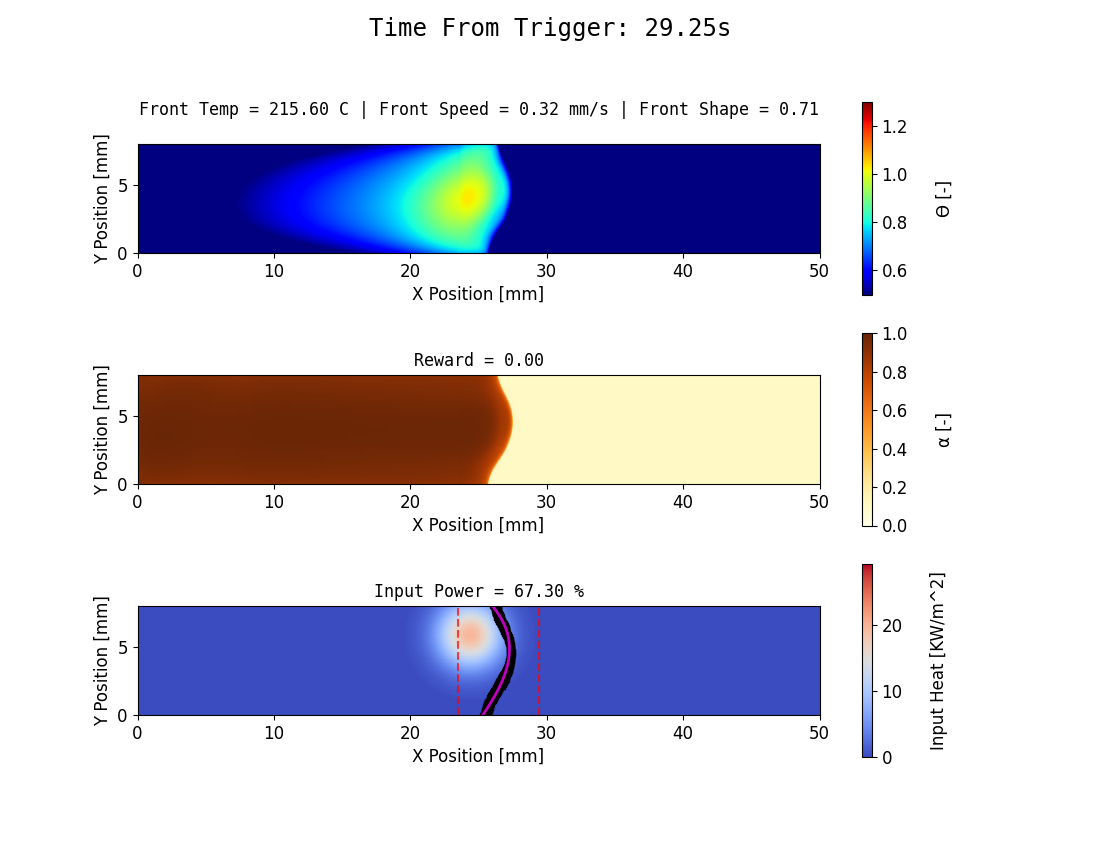 Time From Trigger: 29.25s
Front Temp = 215.60 C | Front Speed = 0.32 mm/s | Front Shape = 0.71
Y Position [mm]
5
0
0 10 20 30 40 50
X Position [mm]
1.2
1.0
0.8
0.6
Θ [-]
Reward = 0.00
Y Position [mm]
5
0
0 10 20 30 40 50
X Position [mm]
1.0
0.8
0.6
0.4
0.2
0.0
α [-]
Input Power = 67.30 %
Y Position [mm]
5
0
0 10 20 30 40 50
X Position [mm]
20
10
0
Input Heat [KW/m^2]